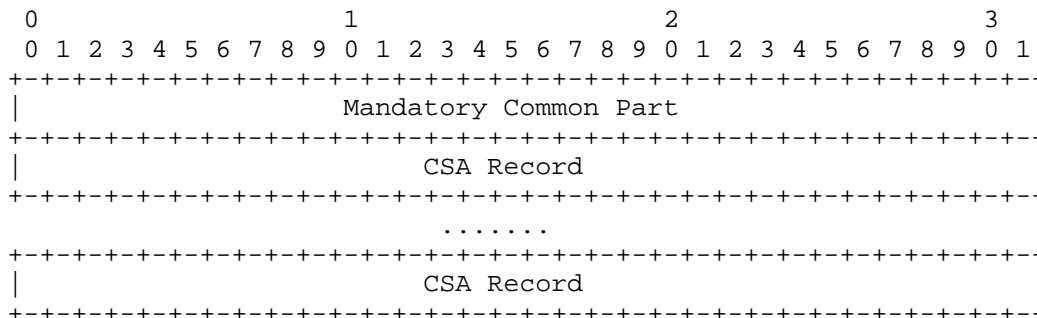 0                   1                   2                   3
 0 1 2 3 4 5 6 7 8 9 0 1 2 3 4 5 6 7 8 9 0 1 2 3 4 5 6 7 8 9 0 1
+-+-+-+-+-+-+-+-+-+-+-+-+-+-+-+-+-+-+-+-+-+-+-+-+-+-+-+-+-+-+-+--
|                    Mandatory Common Part
+-+-+-+-+-+-+-+-+-+-+-+-+-+-+-+-+-+-+-+-+-+-+-+-+-+-+-+-+-+-+-+--
|                         CSA Record
+-+-+-+-+-+-+-+-+-+-+-+-+-+-+-+-+-+-+-+-+-+-+-+-+-+-+-+-+-+-+-+--
                           .......
+-+-+-+-+-+-+-+-+-+-+-+-+-+-+-+-+-+-+-+-+-+-+-+-+-+-+-+-+-+-+-+--
|                         CSA Record
+-+-+-+-+-+-+-+-+-+-+-+-+-+-+-+-+-+-+-+-+-+-+-+-+-+-+-+-+-+-+-+--